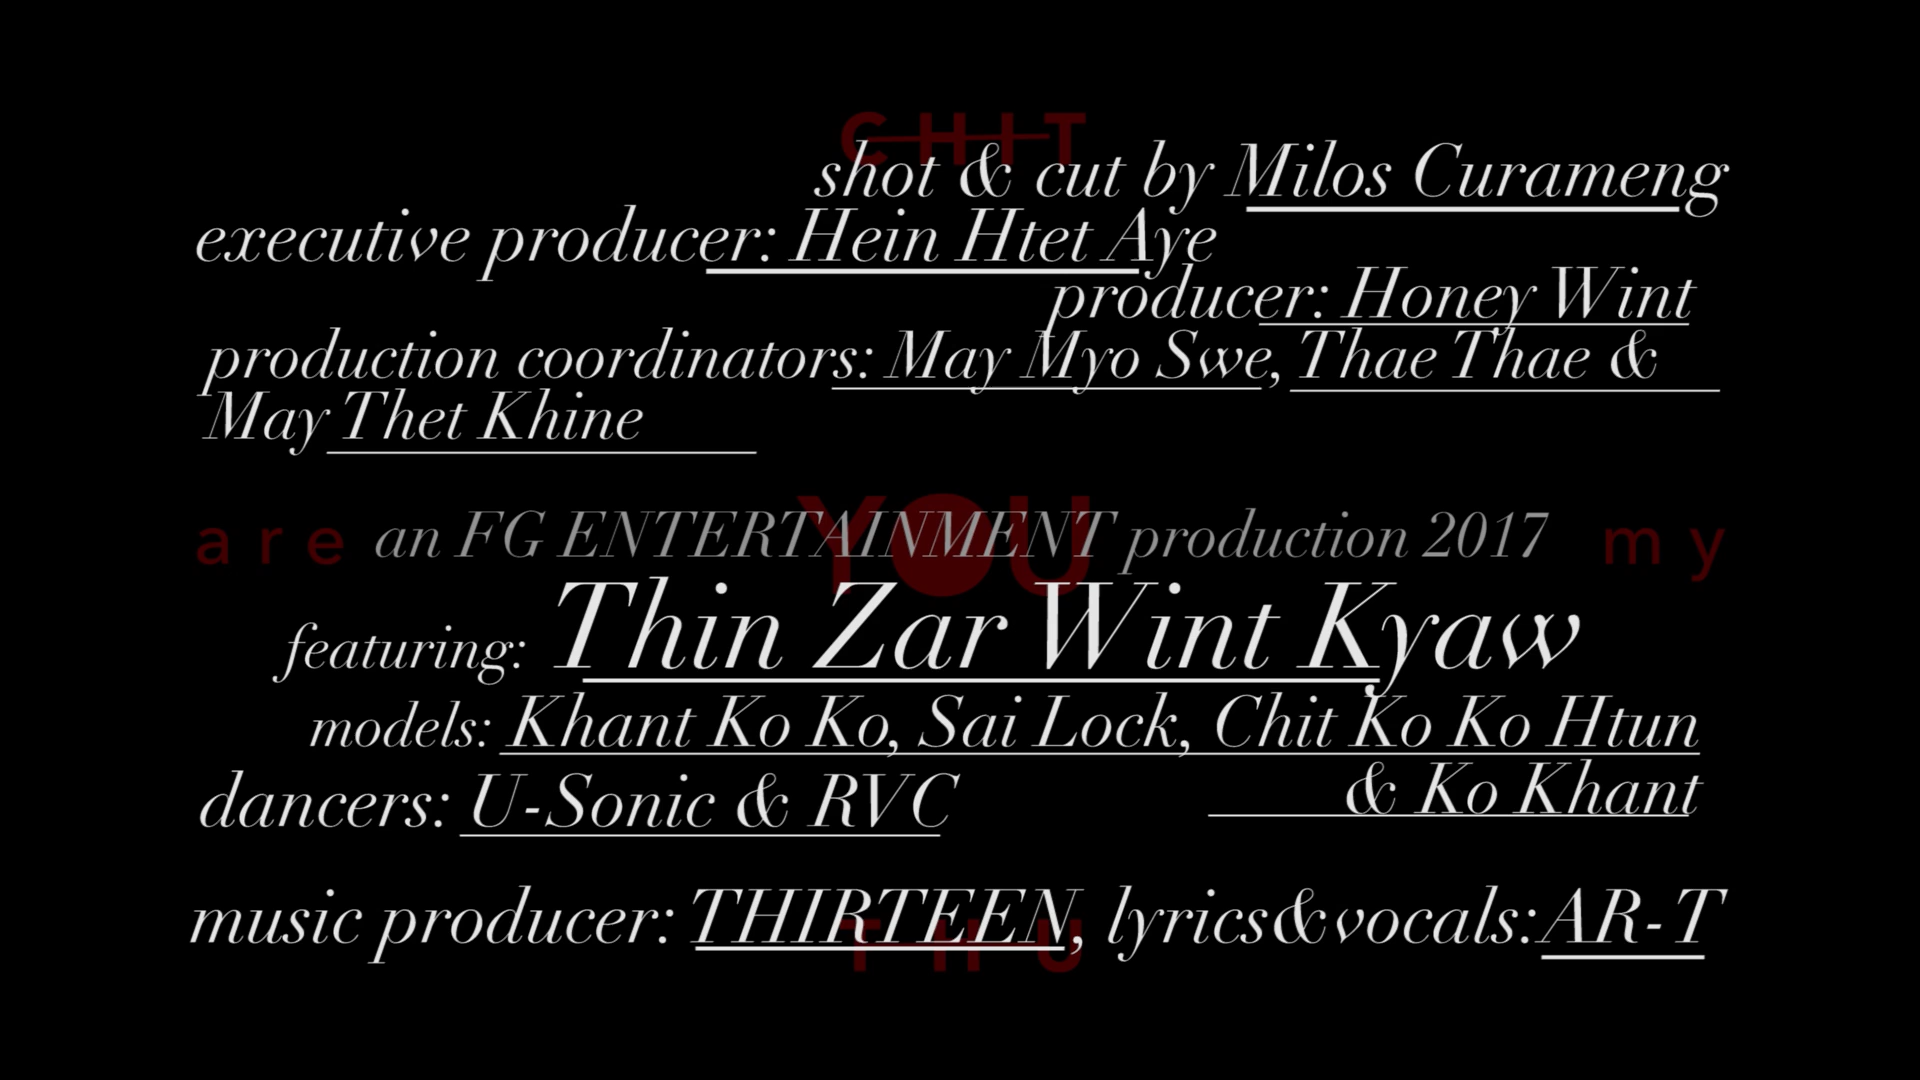 CHIT
shot & cut by Milos Curameng
executive producer: Hein Htet Aye
producer: Honey Wint
production coordinators: May Myo Swe, Thae Thae &
May Thet Khine
are YOU my
an FG ENTERTAINMENT production 2017
featuring: Thin Zar Wint Kyaw
models: Khant Ko Ko, Sai Lock, Chit Ko Ko Htun
& Ko Khant
dancers: U-Sonic & RVC
music producer: THIRTEEN, lyrics&vocals: AR-T
THU